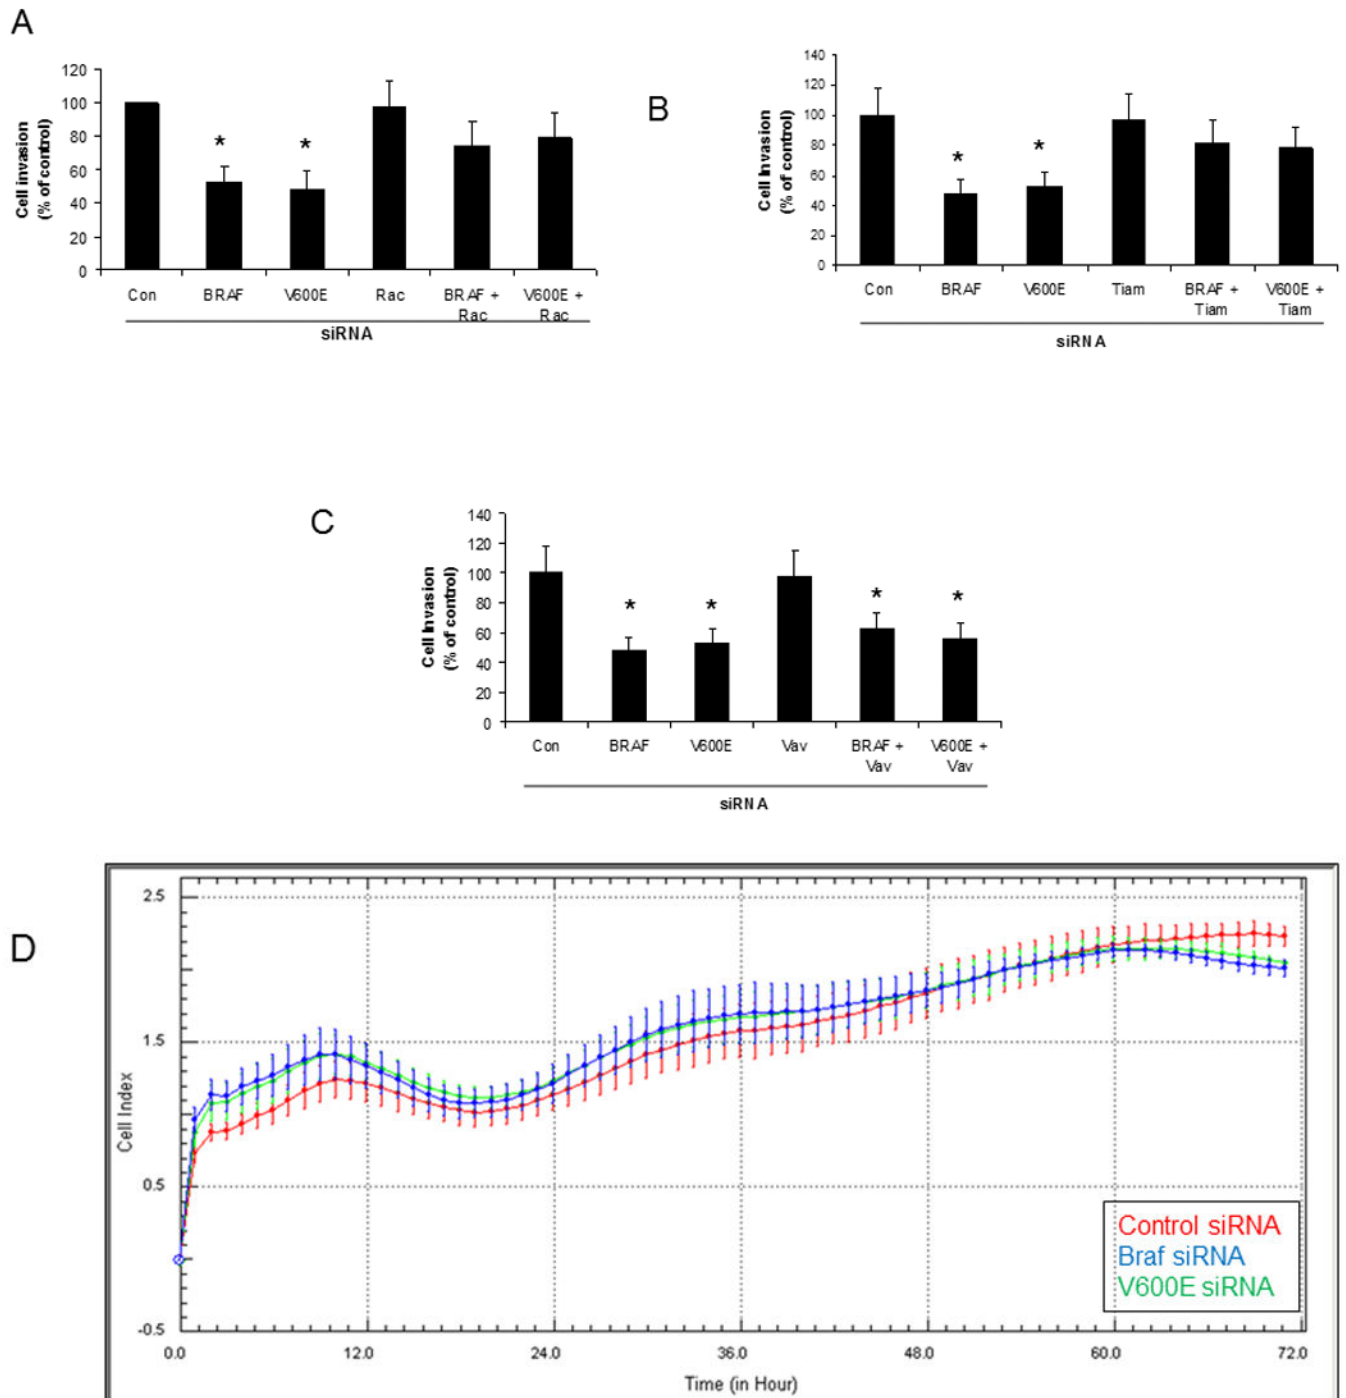 A
Cell invasion
(% of control)
120
100
80
60
40
20
0
*
*
Con BRAF V600E Rac BRAF + V600E +
Rac Rac
siRNA
B
Cell Invasion
(% of control)
140
120
100
80
60
40
20
0
*
*
Con BRAF V600E Tiam BRAF + V600E +
Tiam Tiam
siRNA
C
Cell Invasion
(% of control)
140
120
100
80
60
40
20
0
*
*
*
*
Con BRAF V600E Vav BRAF + V600E +
Vav Vav
siRNA
D
Cell Index
2.5
1.5
0.5
-0.5
Control siRNA
Braf siRNA
V600E siRNA
0.0 12.0 24.0 36.0 48.0 60.0 72.0
Time (in Hour)